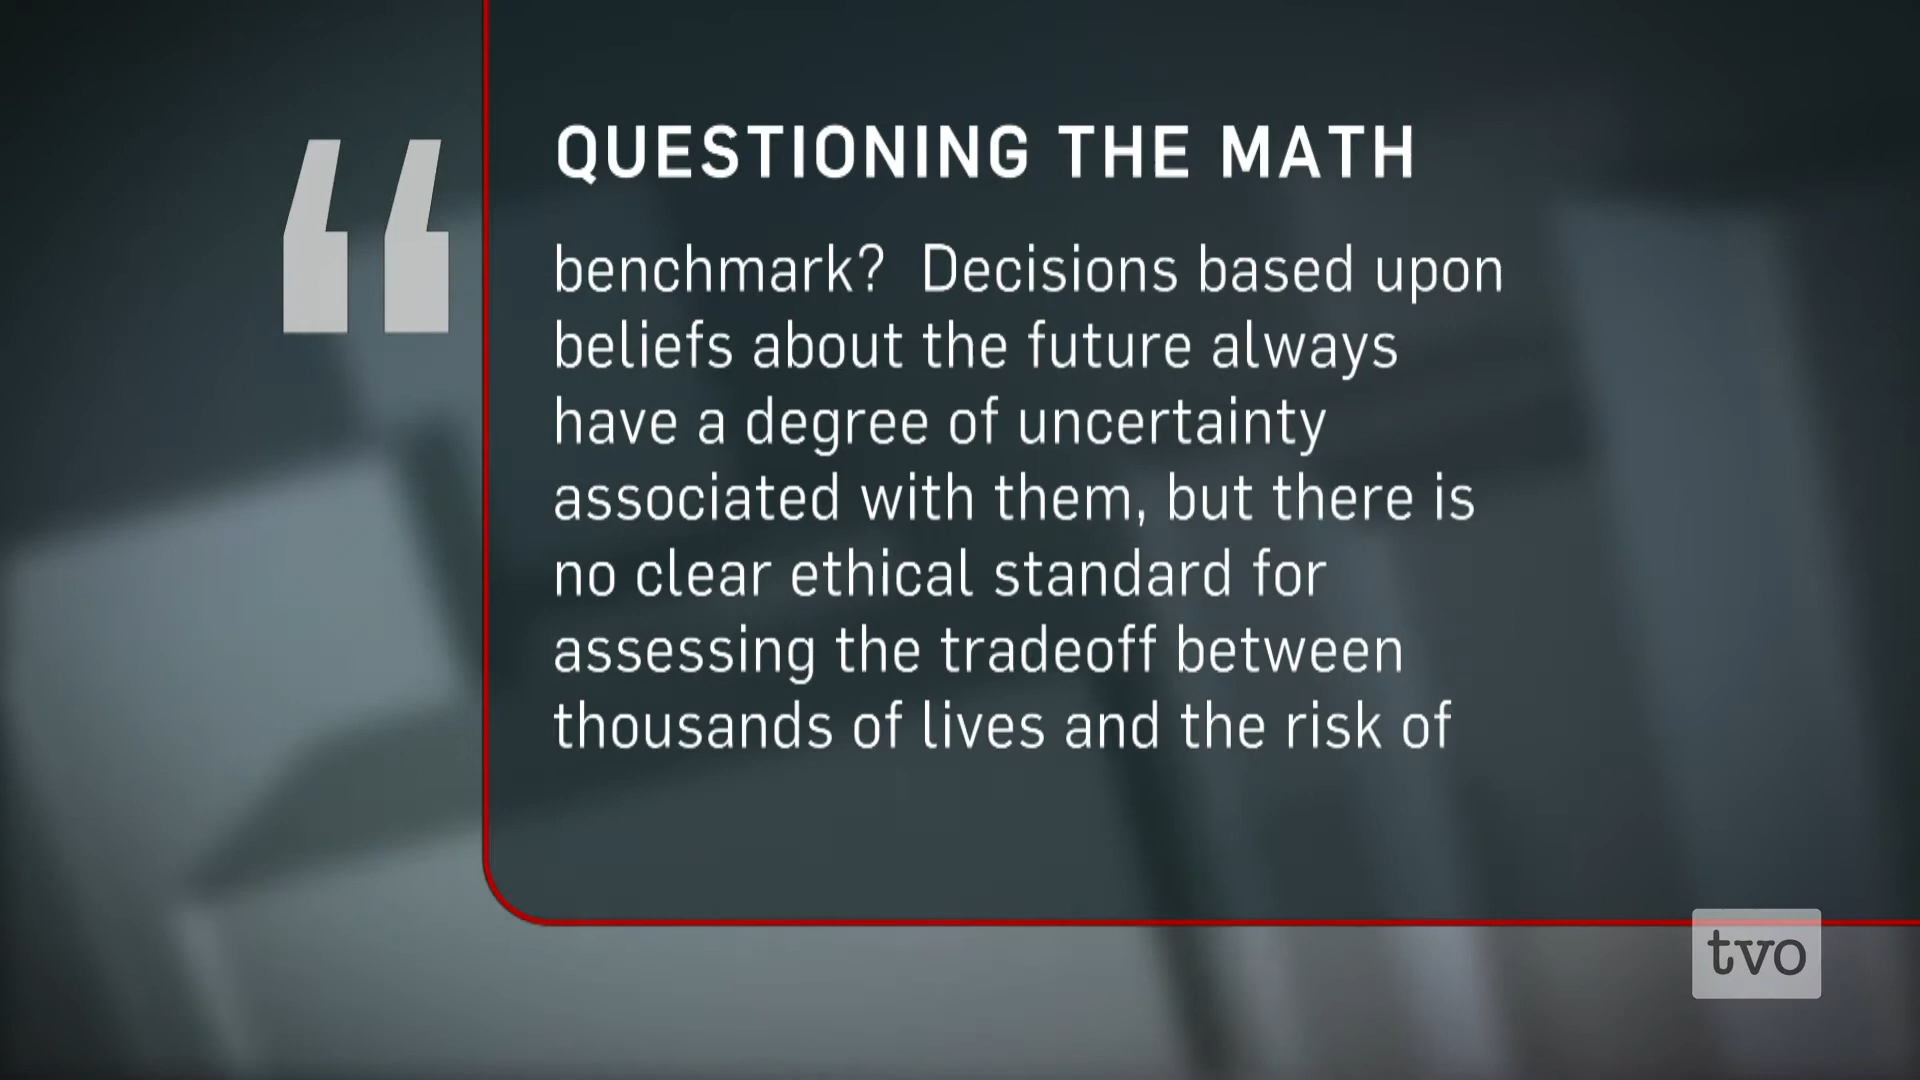 QUESTIONING THE MATH
benchmark?  Decisions based upon
beliefs about the future always
have a degree of uncertainty
associated with them, but there is
no clear ethical standard for
assessing the tradeoff between
thousands of lives and the risk of
tvo